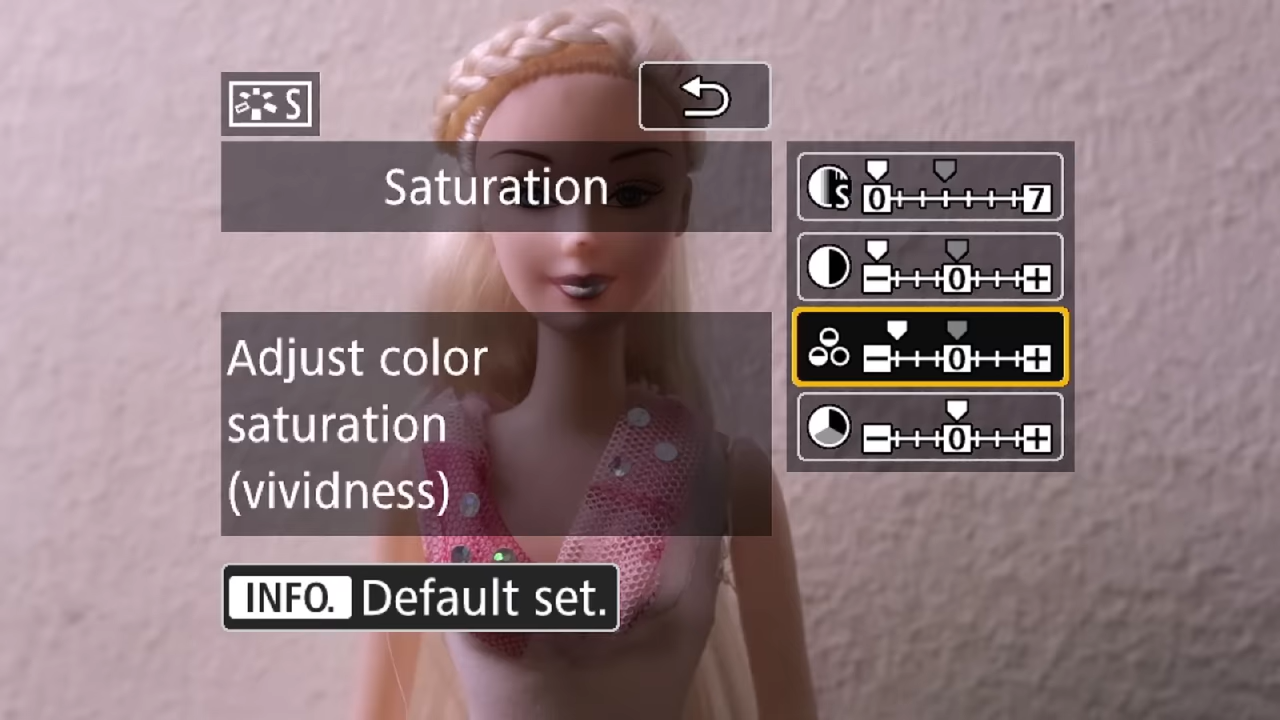 S
Saturation
S 0 7
− 0 +
Adjust color
saturation
(vividness)
− 0 +
− 0 +
INFO. Default set.